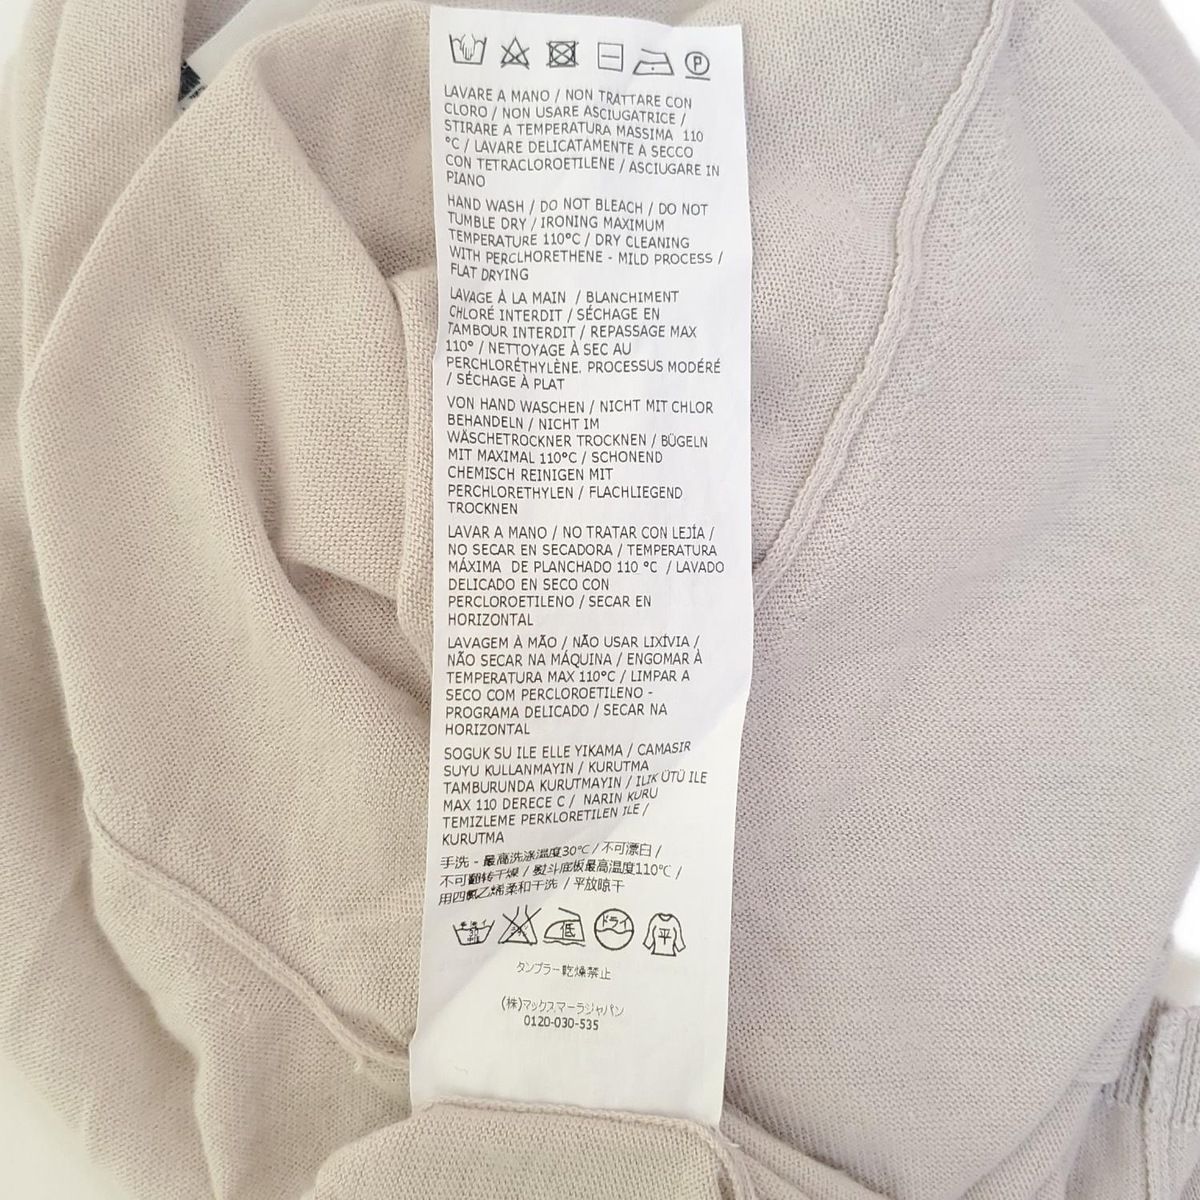 P
LAVARE A MANO / NON TRATTARE CON
CLORO / NON USARE ASCIUGATRICE /
STIRARE A TEMPERATURA MASSIMA 110
°C / LAVARE DELICATAMENTE A SECCO
CON TETRACLOROETILENE / ASCIUGARE IN
PIANO
HAND WASH / DO NOT BLEACH / DO NOT
TUMBLE DRY / IRONING MAXIMUM
TEMPERATURE 110°C / DRY CLEANING
WITH PERCLHORETHENE - MILD PROCESS /
FLAT DRYING
LAVAGE À LA MAIN / BLANCHIMENT
CHLORÉ INTERDIT / SÉCHAGE EN
TAMBOUR INTERDIT / REPASSAGE MAX
110° / NETTOYAGE À SEC AU
PERCHLORÉTHYLÈNE. PROCESSUS MODÉRÉ
/ SÉCHAGE À PLAT
VON HAND WASCHEN / NICHT MIT CHLOR
BEHANDELN / NICHT IM
WÄSCHETROCKNER TROCKNEN / BÜGELN
MIT MAXIMAL 110°C / SCHONEND
CHEMISCH REINIGEN MIT
PERCHLORETHYLEN / FLACHLIEGEND
TROCKNEN
LAVAR A MANO / NO TRATAR CON LEJÍA /
NO SECAR EN SECADORA / TEMPERATURA
MÁXIMA DE PLANCHADO 110 °C / LAVADO
DELICADO EN SECO CON
PERCLOROETILENO / SECAR EN
HORIZONTAL
LAVAGEM À MÃO / NÃO USAR LIXÍVIA /
NÃO SECAR NA MÁQUINA / ENGOMAR À
TEMPERATURA MAX 110°C / LIMPAR A
SECO COM PERCLOROETILENO -
PROGRAMA DELICADO / SECAR NA
HORIZONTAL
SOGUK SU ILE ELLE YIKAMA / CAMASIR
SUYU KULLANMAYIN / KURUTMA
TAMBURUNDA KURUTMAYIN / ILIK ÜTÜ ILE
MAX 110 DERECE C / NARIN KURU
TEMIZLEME PERKLORETILEN ILE /
KURUTMA
手洗 - 最高洗涤温度30℃ / 不可漂白 /
不可翻转干燥 / 熨斗底板最高温度110℃ /
用四氯乙烯柔和干洗 / 平放晾干
低 ドライ 平
タンブラー乾燥禁止
(株)マックスマーラジャパン
0120-030-535